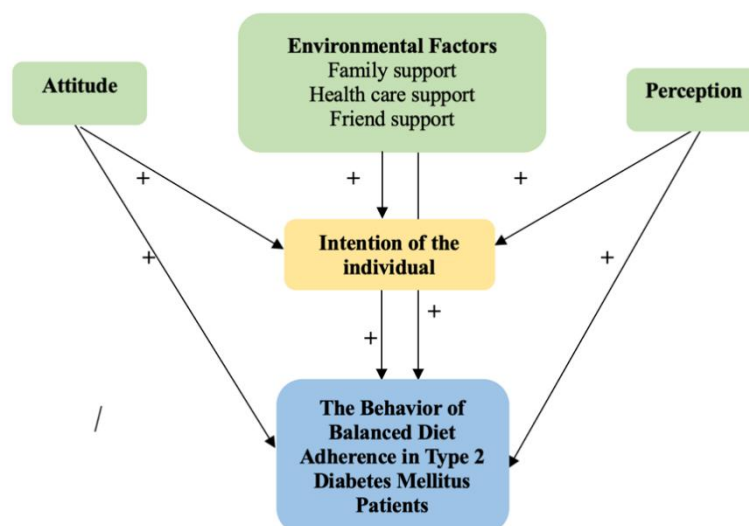 Environmental Factors
Family support
Health care support
Friend support
Attitude
Perception
+
+
+
Intention of the
individual
+
+
+
+
/
The Behavior of
Balanced Diet
Adherence in Type 2
Diabetes Mellitus
Patients